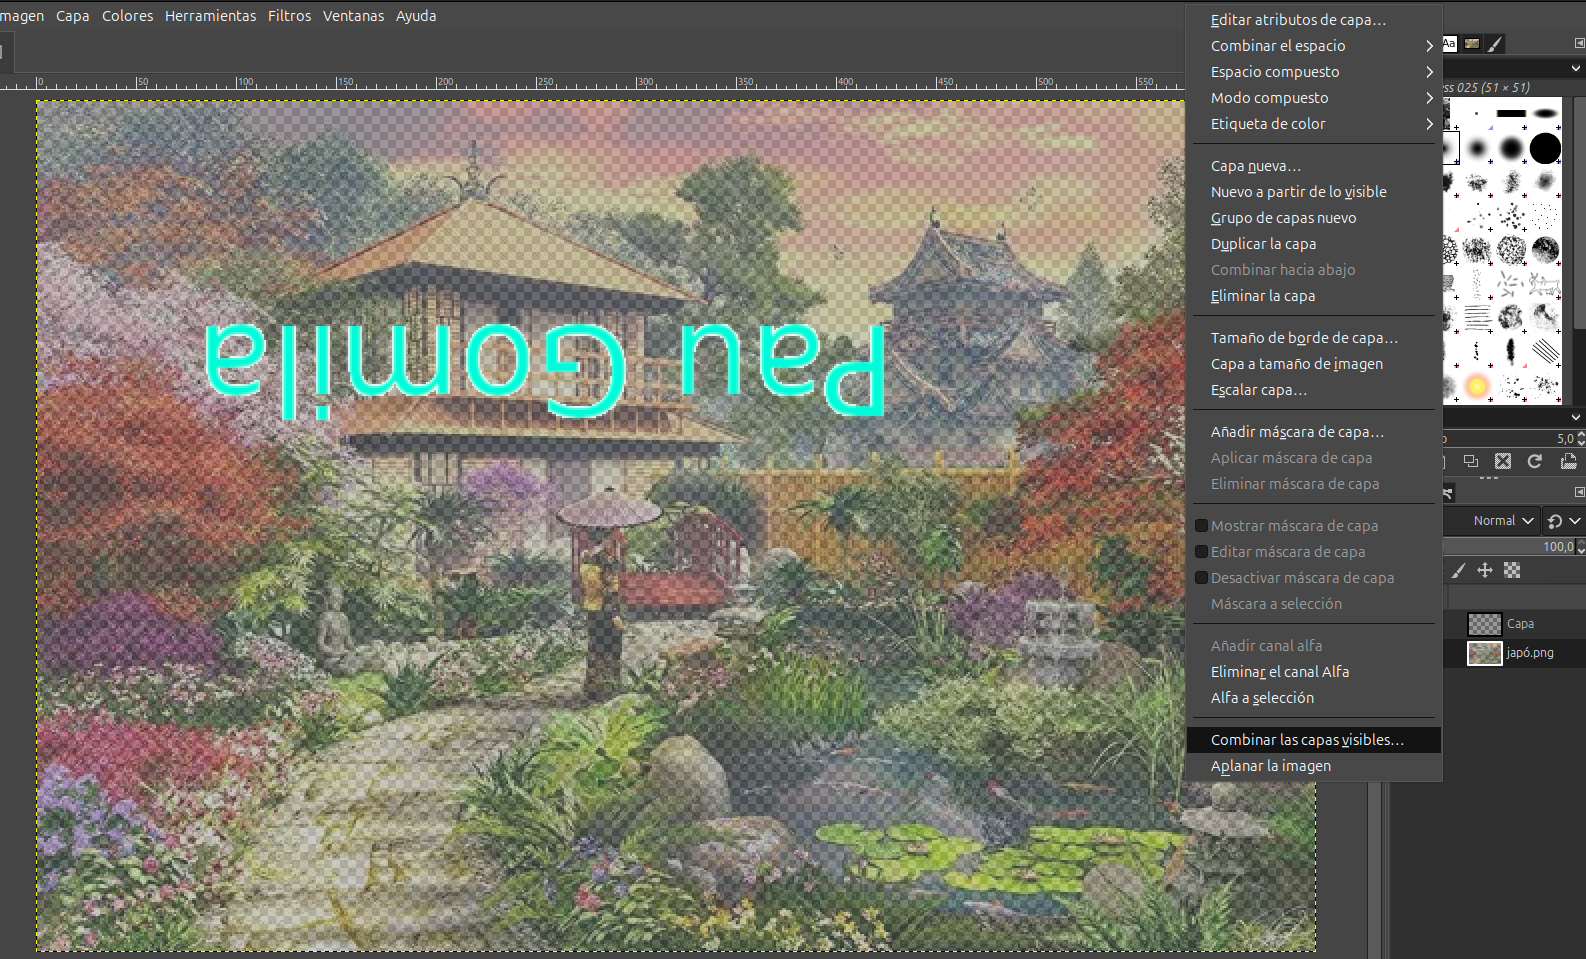 magen Capa Colores Herramientas Filtros Ventanas Ayuda
0 50 100 150 200 250 300 350 400 450 500 550
Pau Gomila
Editar atributos de capa…
Combinar el espacio
Espacio compuesto
Modo compuesto
Etiqueta de color
Capa nueva…
Nuevo a partir de lo visible
Grupo de capas nuevo
Duplicar la capa
Combinar hacia abajo
Eliminar la capa
Tamaño de borde de capa…
Capa a tamaño de imagen
Escalar capa…
Añadir máscara de capa…
Aplicar máscara de capa
Eliminar máscara de capa
Mostrar máscara de capa
Editar máscara de capa
Desactivar máscara de capa
Máscara a selección
Añadir canal alfa
Eliminar el canal Alfa
Alfa a selección
Combinar las capas visibles…
Aplanar la imagen
Aa
ess 025 (51 × 51)
5,0
Normal
100,0
Capa
japó.png